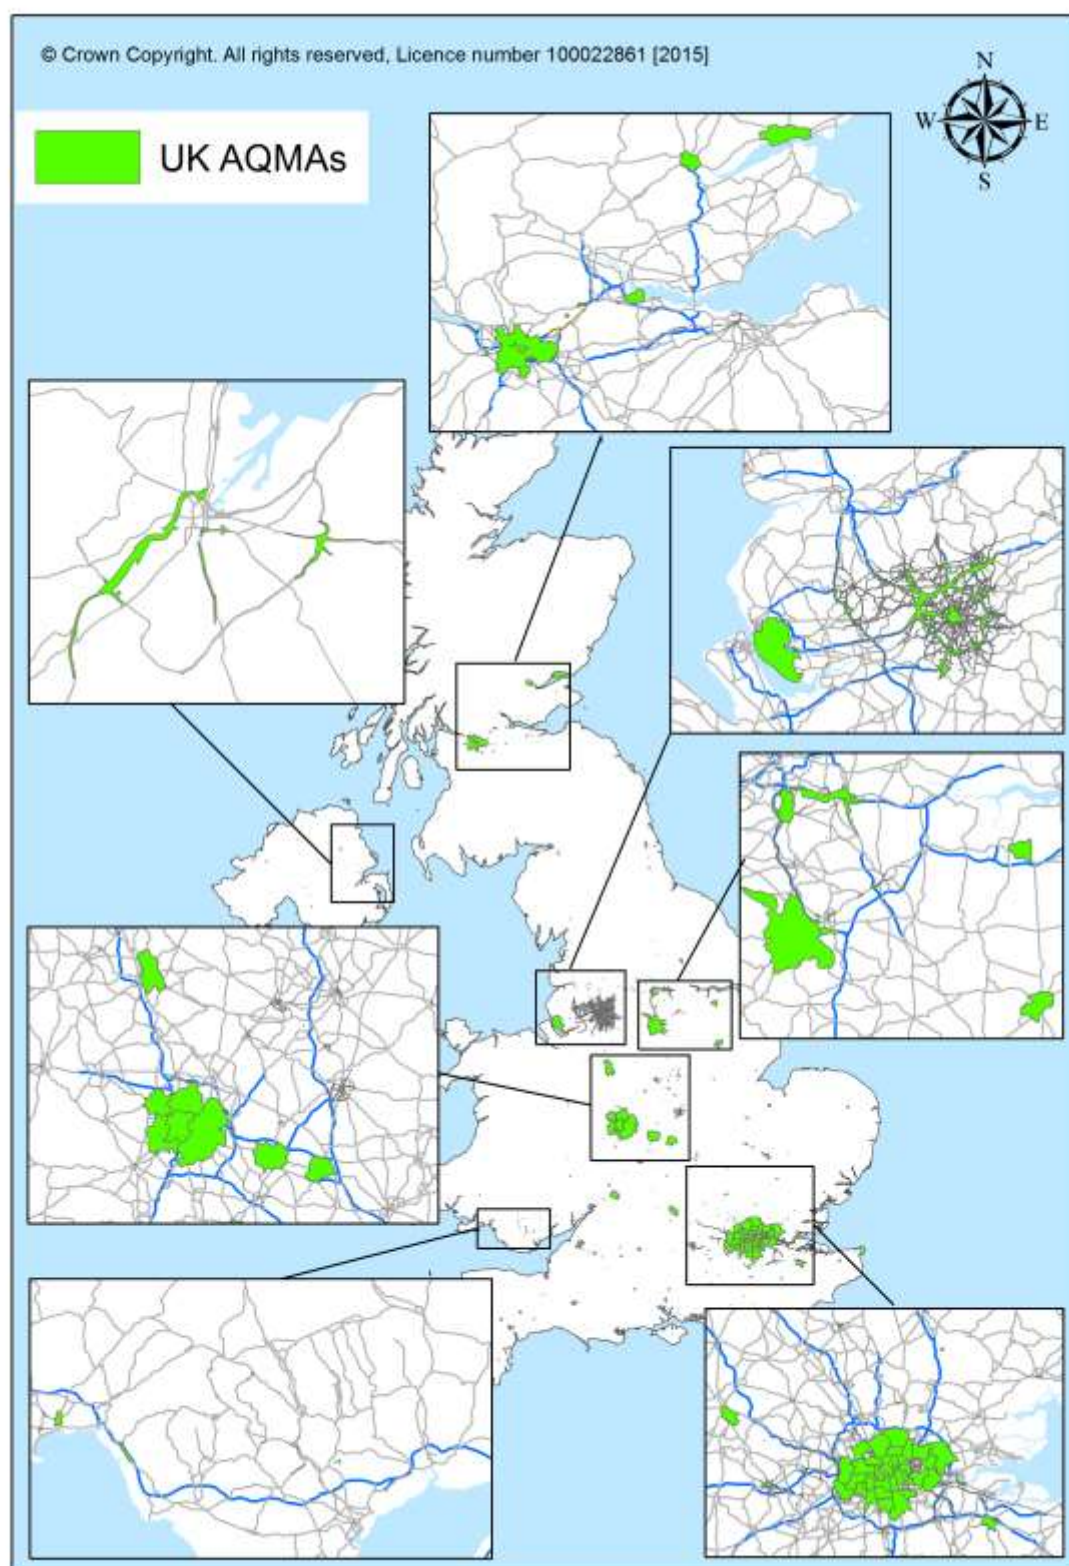 © Crown Copyright. All rights reserved, Licence number 100022861 [2015]
N
W E
S
UK AQMAs